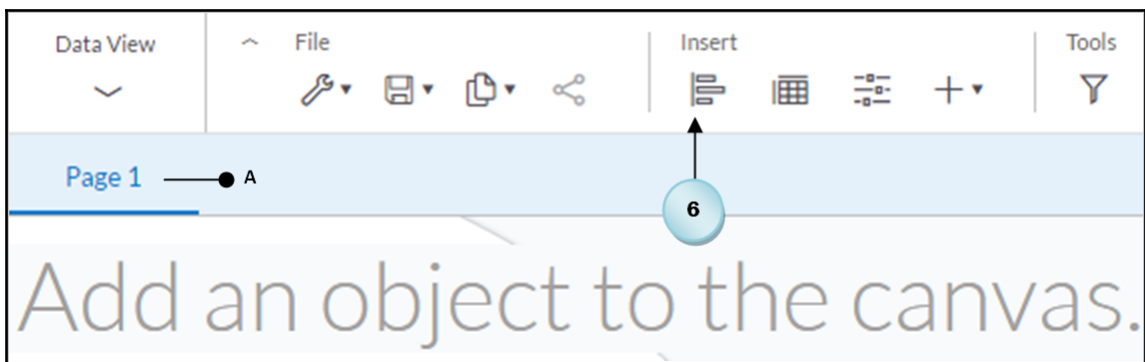 Data View File Insert Tools
Page 1 A
6
Add an object to the canvas.